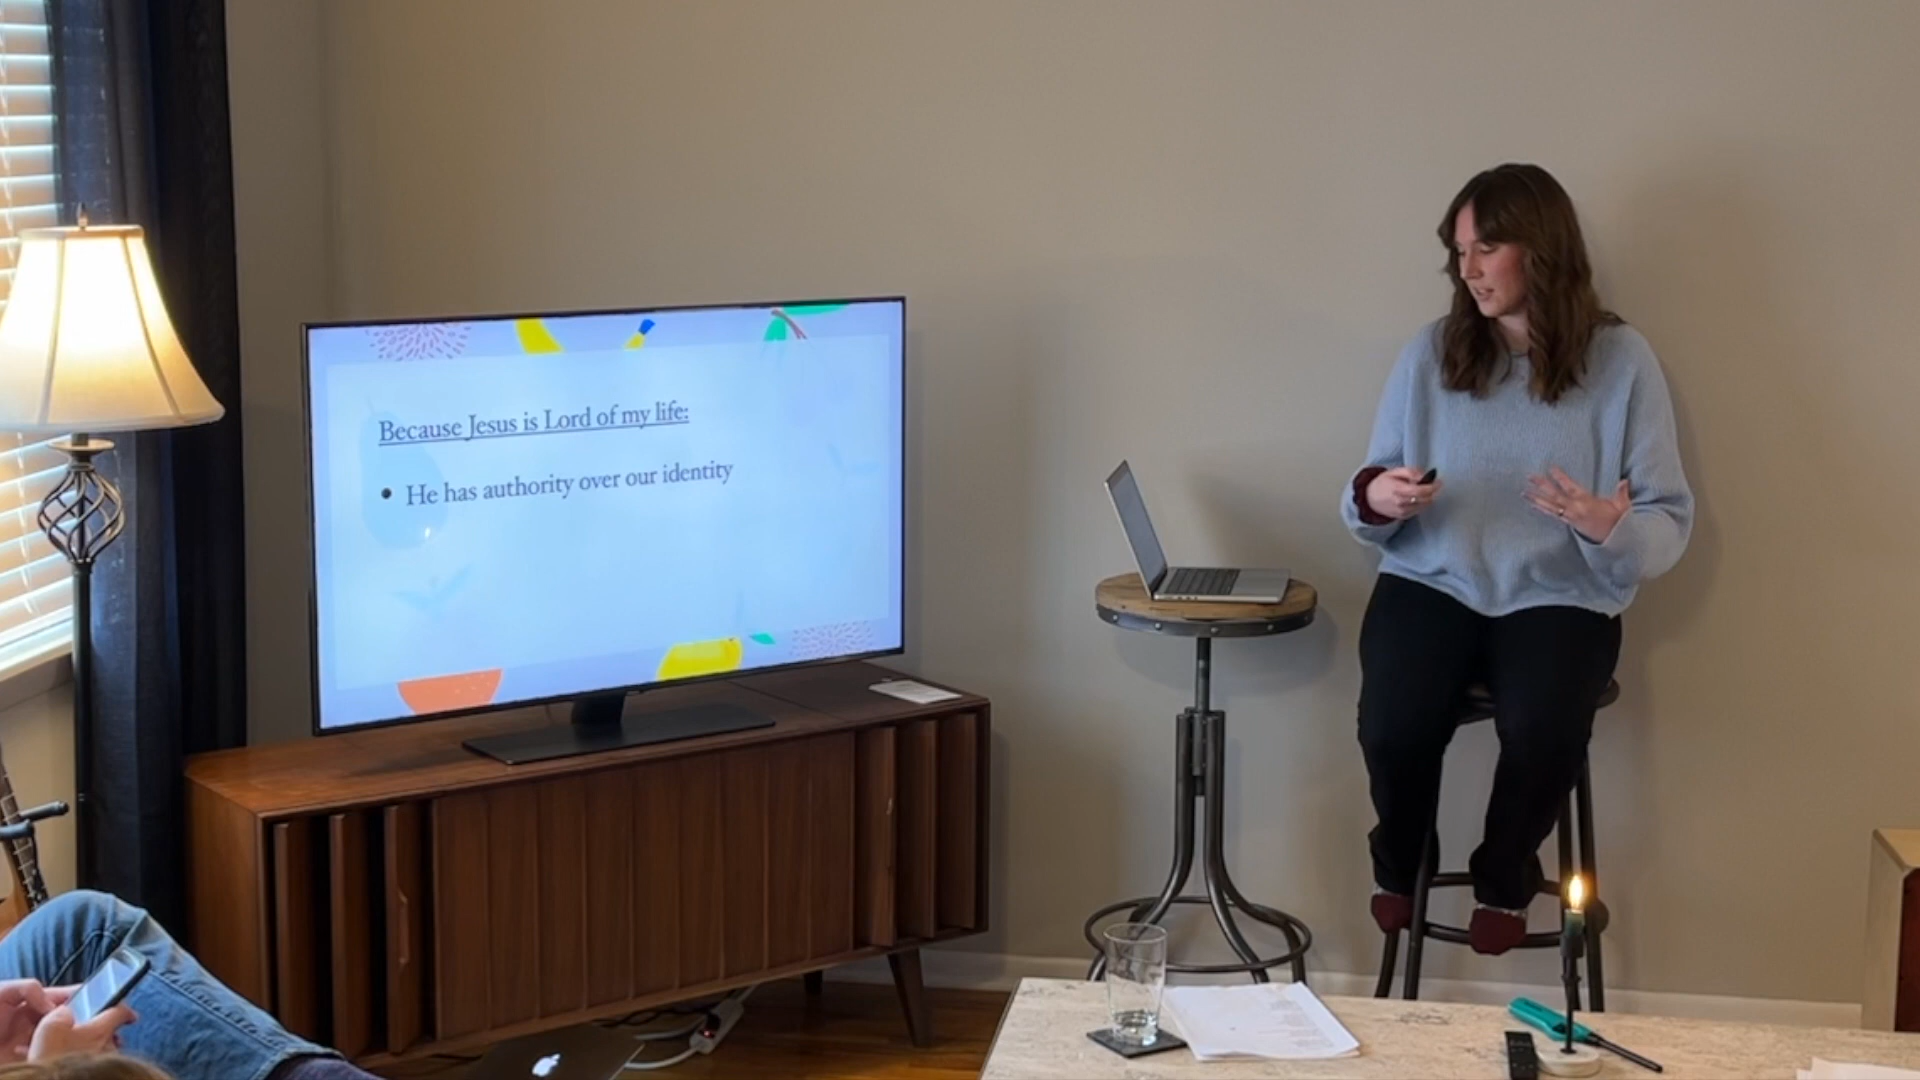 Because Jesus is Lord of my life:
• He has authority over our identity